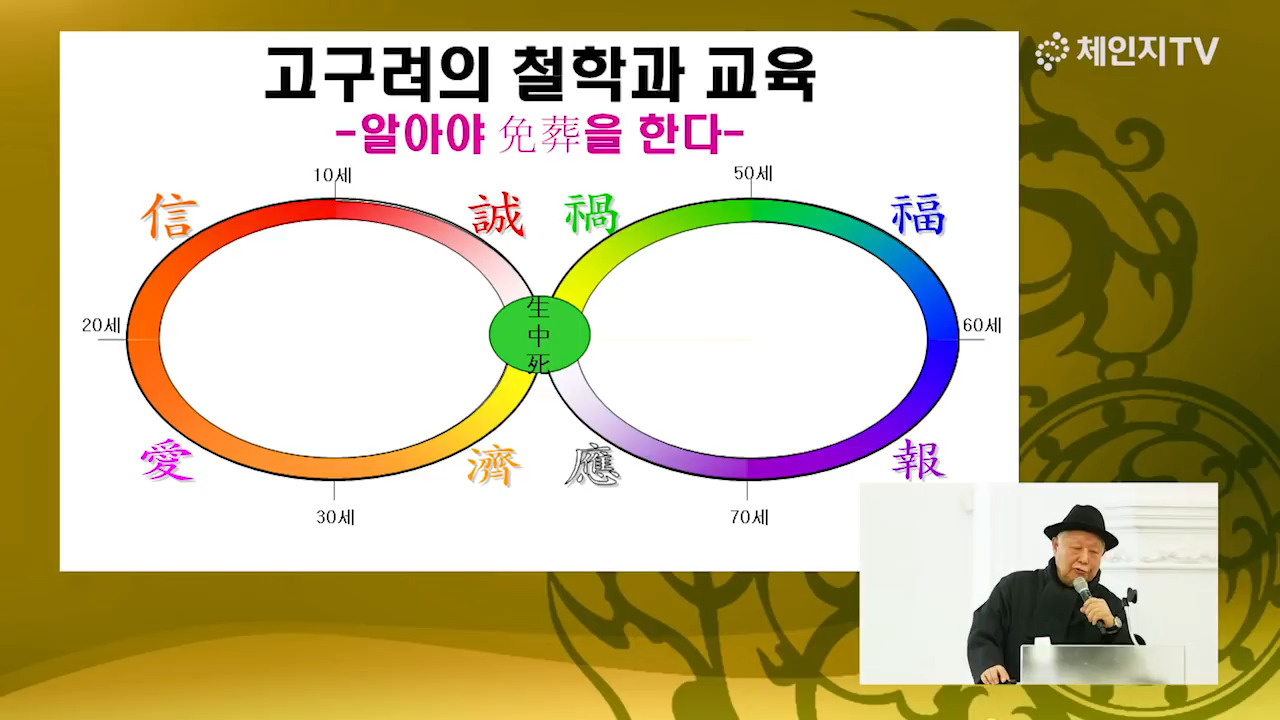 체인지TV
고구려의 철학과 교육
-알아야 免葬을 한다-
10세
50세
信
誠
禍
福
生
中
死
20세
60세
愛
濟
應
報
30세
70세